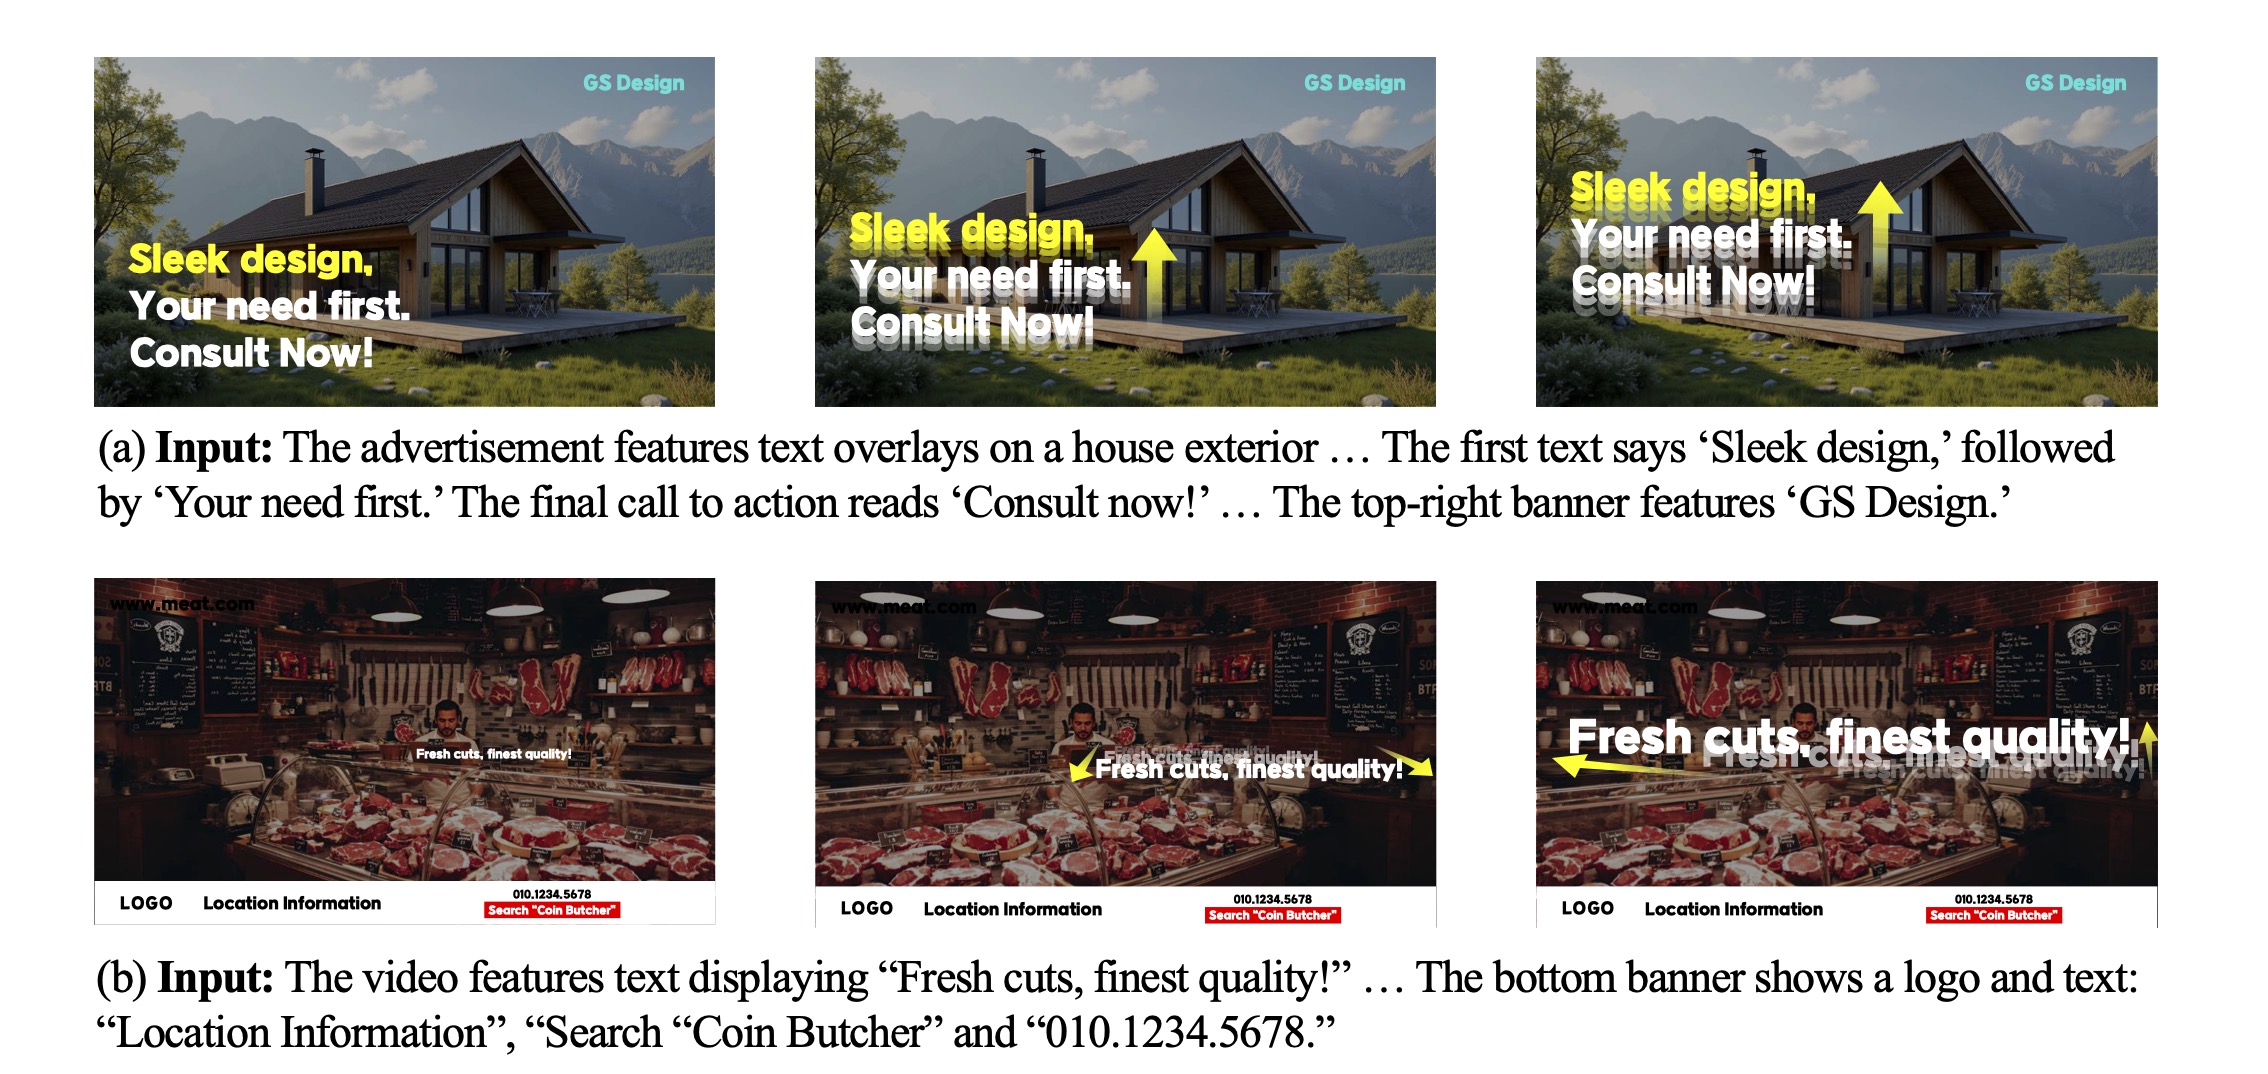 GS Design
Sleek design,
Your need first.
Consult Now!
GS Design
Sleek design,
Your need first.
Consult Now!
GS Design
Sleek design,
Your need first.
Consult Now!
(a) Input: The advertisement features text overlays on a house exterior … The first text says ‘Sleek design,’ followed
by ‘Your need first.’ The final call to action reads ‘Consult now!’ … The top-right banner features ‘GS Design.’
www.meat.com
Fresh cuts, finest quality!
LOGO Location Information 010.1234.5678
Search "Coin Butcher"
www.meat.com
Fresh cuts, finest quality!
LOGO Location Information 010.1234.5678
Search "Coin Butcher"
www.meat.com
Fresh cuts, finest quality!
LOGO Location Information 010.1234.5678
Search "Coin Butcher"
(b) Input: The video features text displaying “Fresh cuts, finest quality!” … The bottom banner shows a logo and text:
“Location Information”, “Search “Coin Butcher” and “010.1234.5678.”